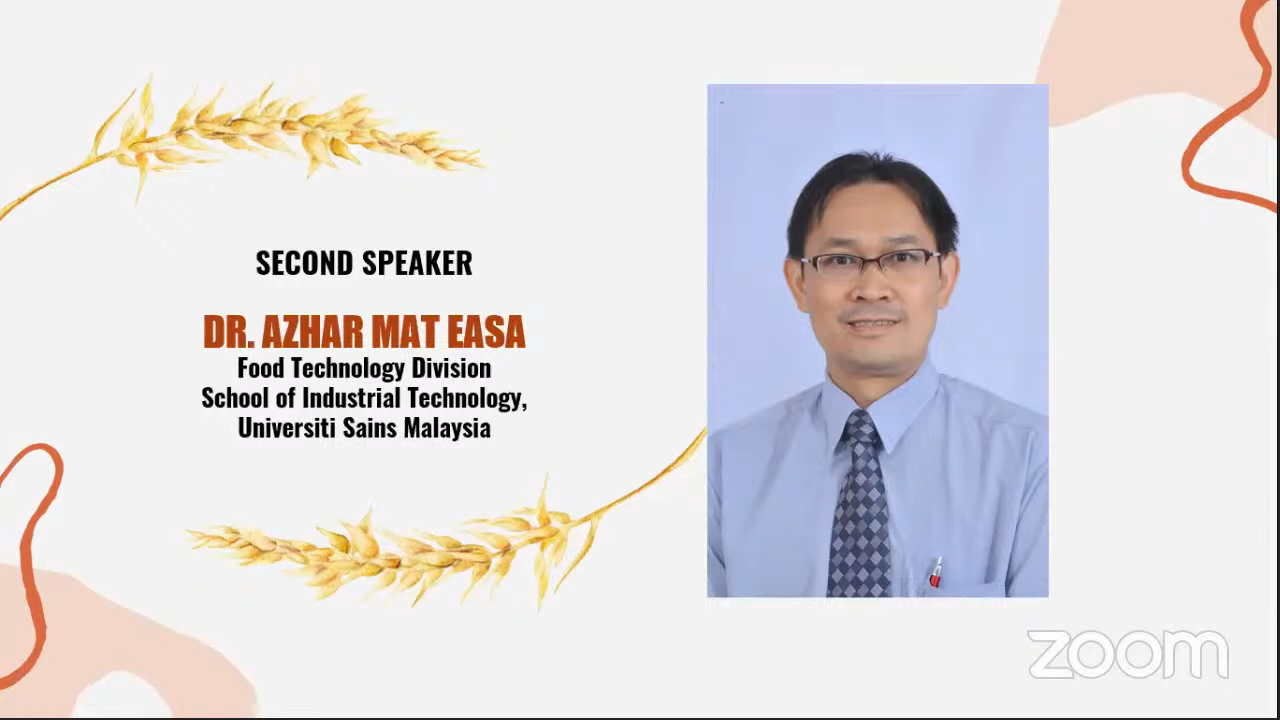 SECOND SPEAKER
DR. AZHAR MAT EASA
Food Technology Division
School of Industrial Technology,
Universiti Sains Malaysia
zoom